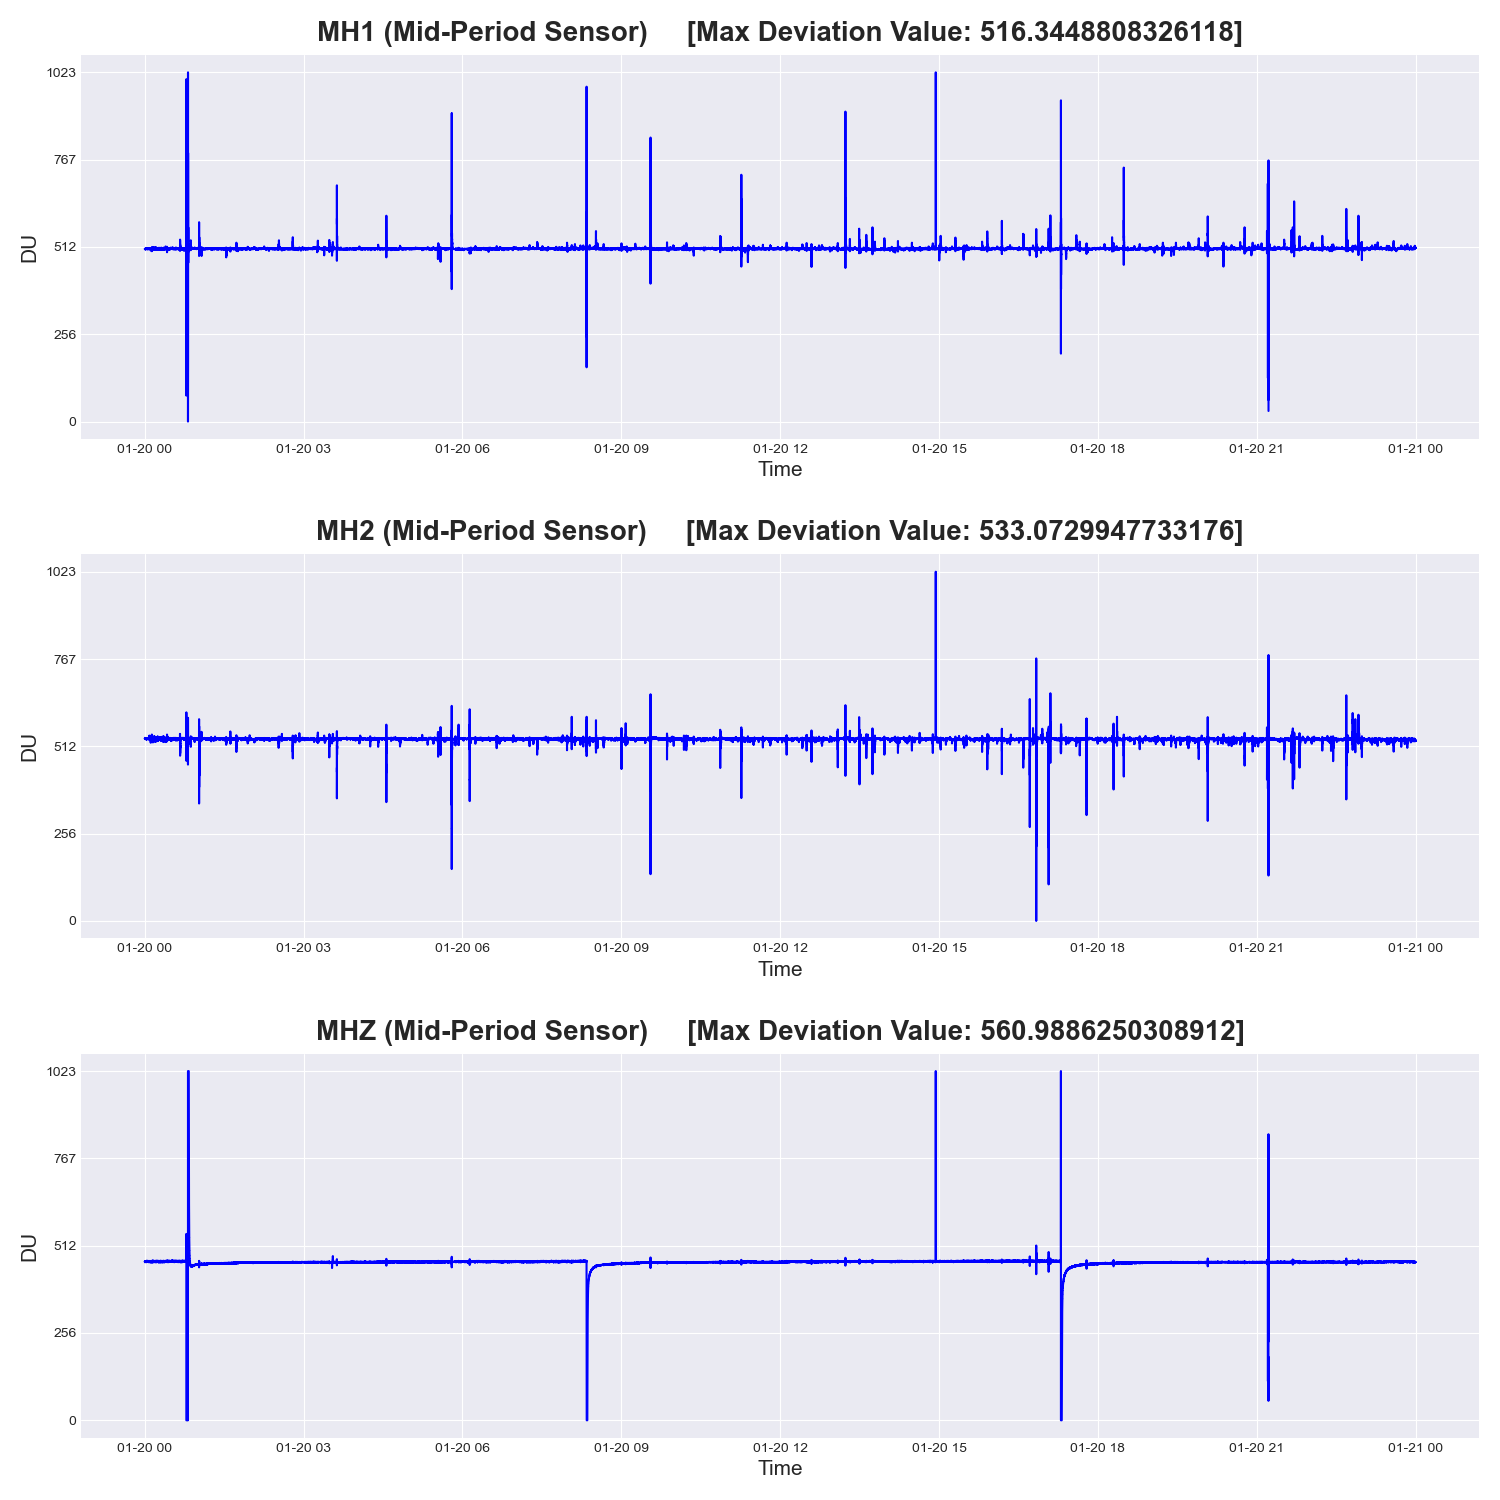 MH1 (Mid-Period Sensor) [Max Deviation Value: 516.3448808326118]
1023
767
512
256
0
DU
01-20 00 01-20 03 01-20 06 01-20 09 01-20 12 01-20 15 01-20 18 01-20 21 01-21 00
Time
MH2 (Mid-Period Sensor) [Max Deviation Value: 533.0729947733176]
1023
767
512
256
0
DU
01-20 00 01-20 03 01-20 06 01-20 09 01-20 12 01-20 15 01-20 18 01-20 21 01-21 00
Time
MHZ (Mid-Period Sensor) [Max Deviation Value: 560.9886250308912]
1023
767
512
256
0
DU
01-20 00 01-20 03 01-20 06 01-20 09 01-20 12 01-20 15 01-20 18 01-20 21 01-21 00
Time